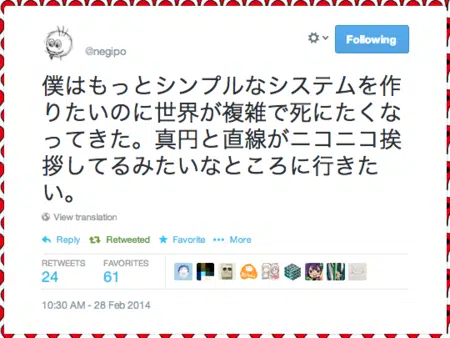 @negipo
Following
僕はもっとシンプルなシステムを作
りたいのに世界が複雑で死にたくな
ってきた。真円と直線がニコニコ挨
拶してるみたいなところに行きた
い。
View translation
Reply Retweeted Favorite More
RETWEETS FAVORITES
24 61
10:30 AM - 28 Feb 2014